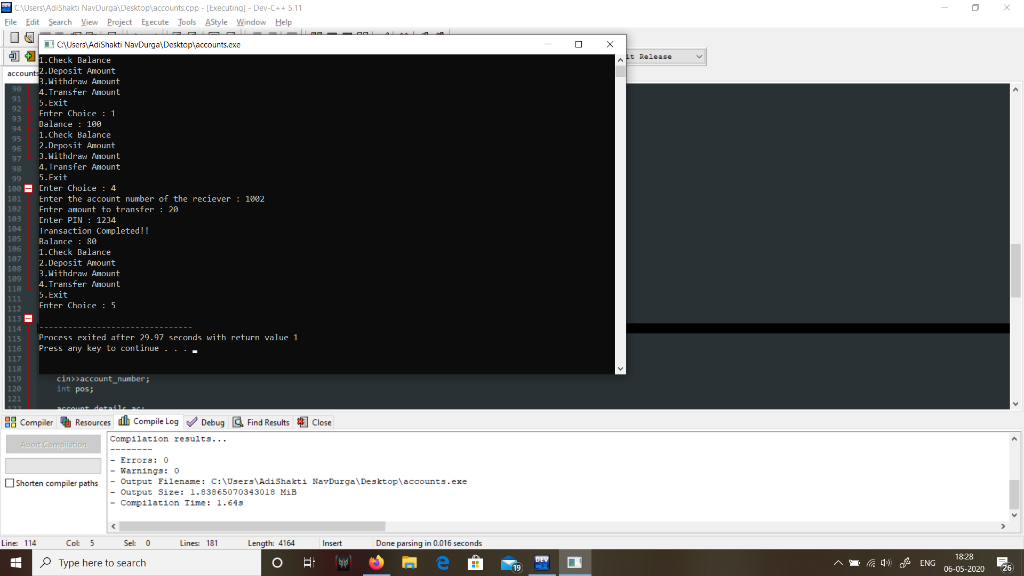 C:\Users\AdiShakti NavDurga\Desktop\accounts.cpp - [Executing] - Dev-C++ 5.11
File Edit Search View Project Execute Tools AStyle Window Help
C:\Users\AdiShakti NavDurga\Desktop\accounts.exe
it Release
accounts
1.Check Balance
2.Deposit Amount
3.Withdraw Amount
4.Transfer Amount
5.Exit
Enter Choice : 1
Balance : 100
1.Check Balance
2.Deposit Amount
3.Withdraw Amount
4.Transfer Amount
5.Exit
Enter Choice : 4
Enter the account number of the reciever : 1002
Enter amount to transfer : 20
Enter PIN : 1234
Transaction Completed!!
Balance : 80
1.Check Balance
2.Deposit Amount
3.Withdraw Amount
4.Transfer Amount
5.Exit
Enter Choice : 5
--------------------------------
Process exited after 29.97 seconds with return value 1
Press any key to continue . . .
90
91
92
93
94
95
96
97
98
99
100
101
102
103
104
105
106
107
108
109
110
111
112
113
114
115
116
117
118
119 cin>>account_number;
120 int pos;
121
122 account_details ac;
Compiler Resources Compile Log Debug Find Results Close
Abort Compilation
Shorten compiler paths
Compilation results...
--------
- Errors: 0
- Warnings: 0
- Output Filename: C:\Users\AdiShakti NavDurga\Desktop\accounts.exe
- Output Size: 1.83865070343018 MiB
- Compilation Time: 1.64s
Line: 114 Col: 5 Sel: 0 Lines: 181 Length: 4164 Insert Done parsing in 0.016 seconds
Type here to search
19
DEV
ENG
18:28
06-05-2020
26